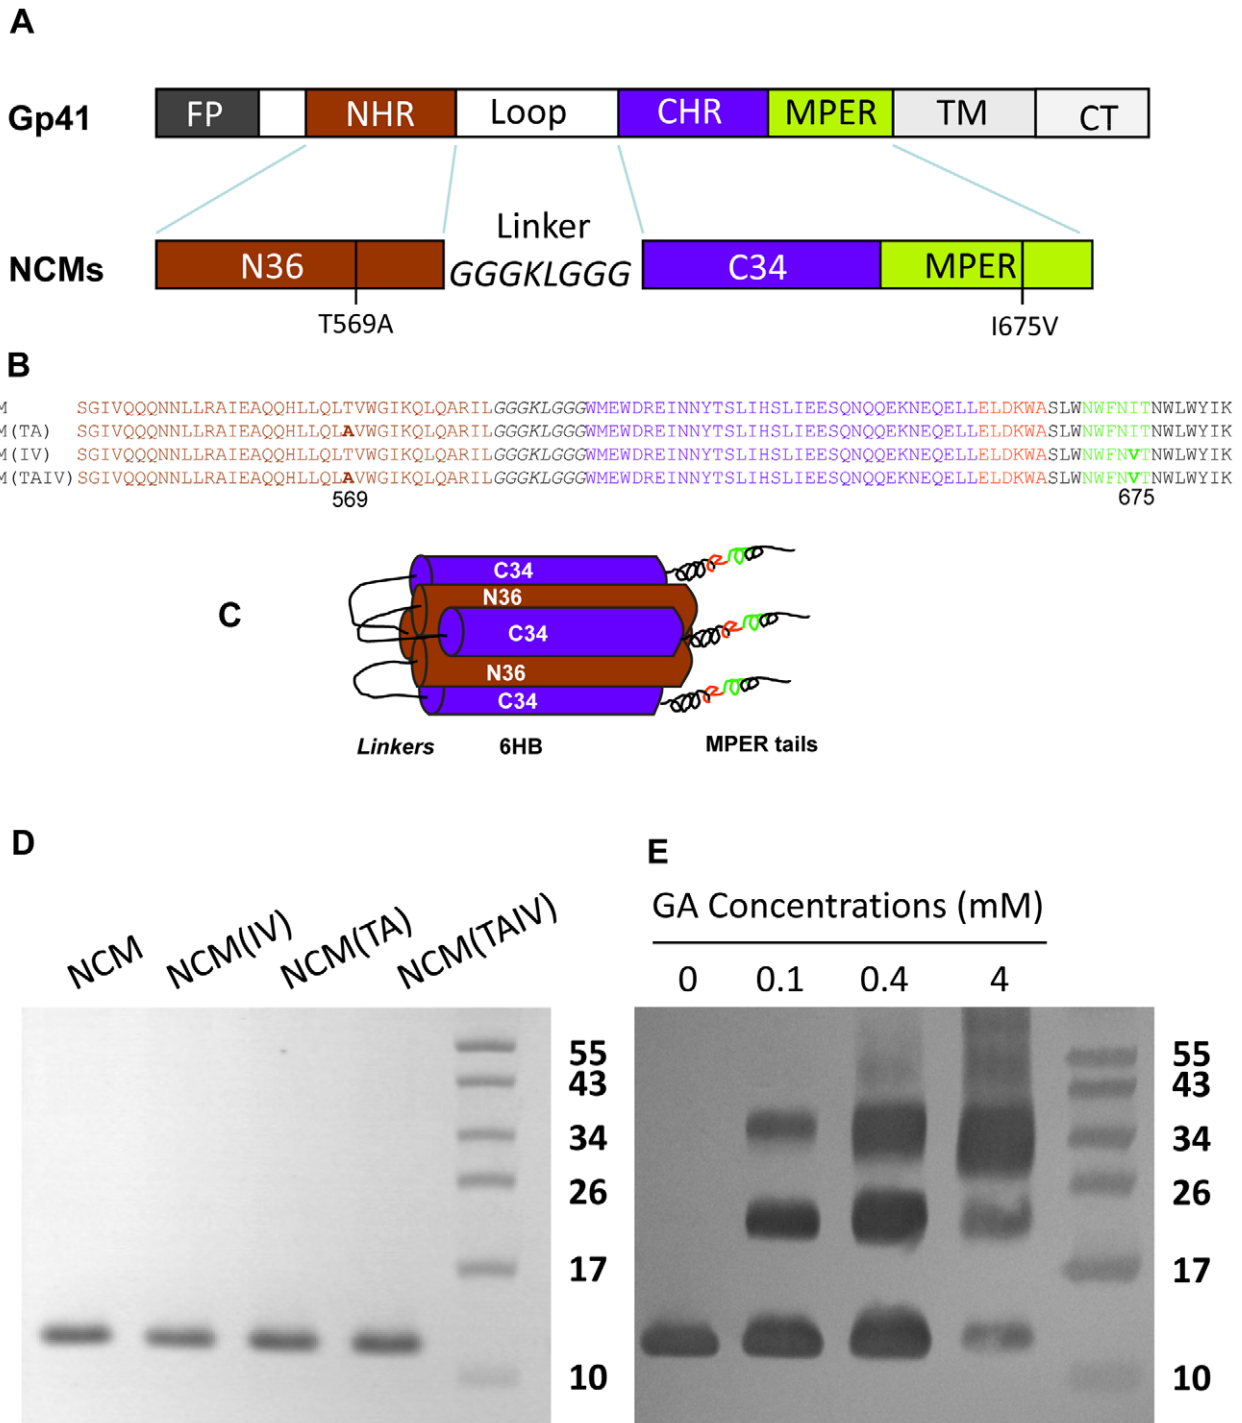 A
Gp41 FP NHR Loop CHR MPER TM CT
Linker
NCMs N36 GGGKLGGG C34 MPER
T569A I675V
B
M SGIVQQQNNLLRAIEAQQHLLQLTVWGIKQLQARILGGGKLGGGWMEWDREINNYTSLIHSLIEESQNQQEKNEQELLELDKWASLWNWFNITNWLWYIK
M(TA) SGIVQQQNNLLRAIEAQQHLLQLAVWGIKQLQARILGGGKLGGGWMEWDREINNYTSLIHSLIEESQNQQEKNEQELLELDKWASLWNWFNITNWLWYIK
M(IV) SGIVQQQNNLLRAIEAQQHLLQLTVWGIKQLQARILGGGKLGGGWMEWDREINNYTSLIHSLIEESQNQQEKNEQELLELDKWASLWNWFNVTNWLWYIK
M(TAIV) SGIVQQQNNLLRAIEAQQHLLQLAVWGIKQLQARILGGGKLGGGWMEWDREINNYTSLIHSLIEESQNQQEKNEQELLELDKWASLWNWFNVTNWLWYIK
569 675
C
C34
N36
C34
N36
C34
Linkers 6HB MPER tails
D
NCM NCM(IV) NCM(TA) NCM(TAIV)
55
43
34
26
17
10
E
GA Concentrations (mM)
0 0.1 0.4 4
55
43
34
26
17
10